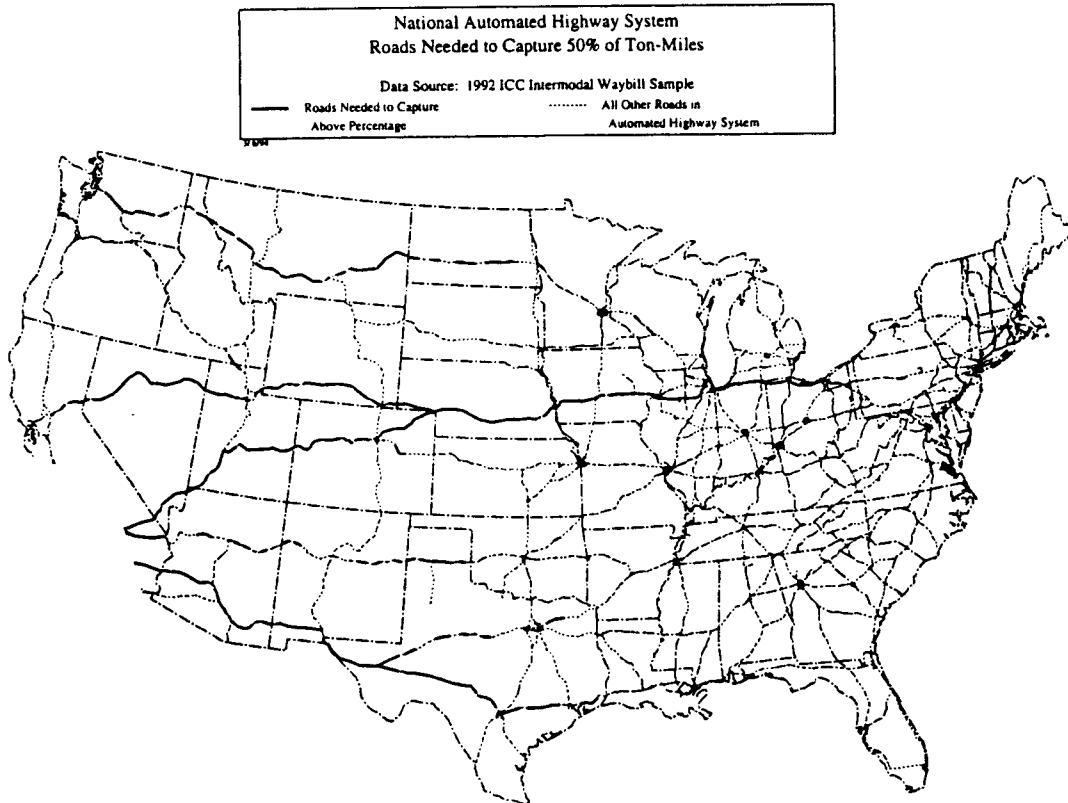 National Automated Highway System
Roads Needed to Capture 50% of Ton-Miles
Data Source: 1992 ICC Intermodal Waybill Sample
Roads Needed to Capture
Above Percentage
All Other Roads in
Automated Highway System